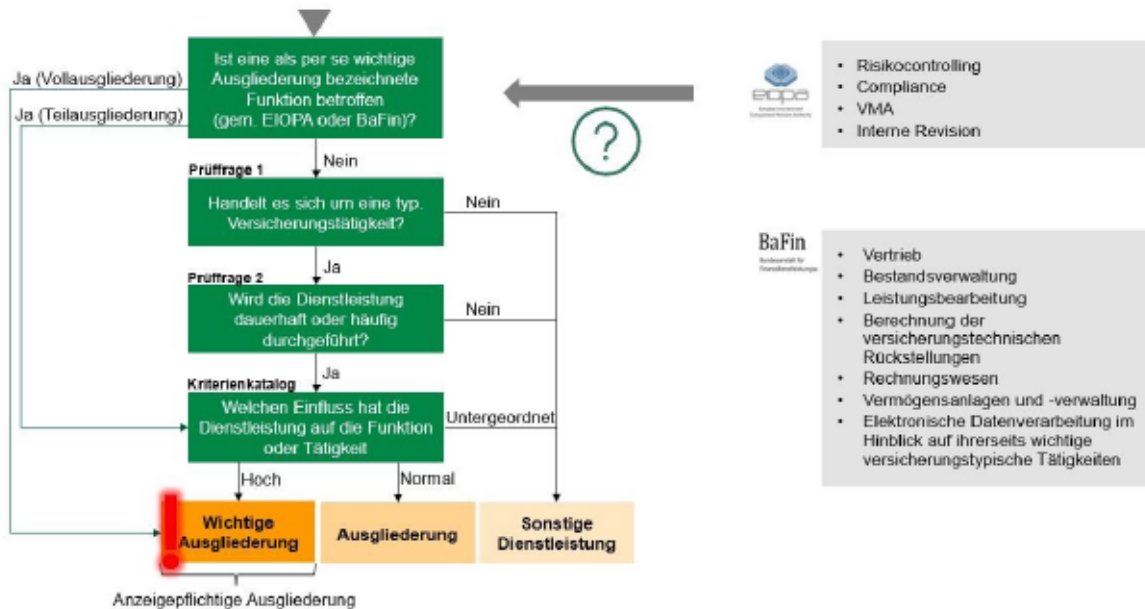 Ist eine als per se wichtige
Ausgliederung bezeichnete
Funktion betroffen
(gem. EIOPA oder BaFin)?
Ja (Vollausgliederung)
Ja (Teilausgliederung)
Nein
Prüffrage 1
Handelt es sich um eine typ.
Versicherungstätigkeit?
Nein
Ja
Prüffrage 2
Wird die Dienstleistung
dauerhaft oder häufig
durchgeführt?
Nein
Ja
Kriterienkatalog
Welchen Einfluss hat die
Dienstleistung auf die Funktion
oder Tätigkeit
Untergeordnet
Hoch
Normal
!
Wichtige
Ausgliederung
Ausgliederung
Sonstige
Dienstleistung
Anzeigepflichtige Ausgliederung
?
eiopa
• Risikocontrolling
• Compliance
• VMA
• Interne Revision
BaFin
Bundesanstalt für
Finanzdienstleistungs
• Vertrieb
• Bestandsverwaltung
• Leistungsbearbeitung
• Berechnung der
versicherungstechnischen
Rückstellungen
• Rechnungswesen
• Vermögensanlagen und -verwaltung
• Elektronische Datenverarbeitung im
Hinblick auf ihrerseits wichtige
versicherungstypische Tätigkeiten